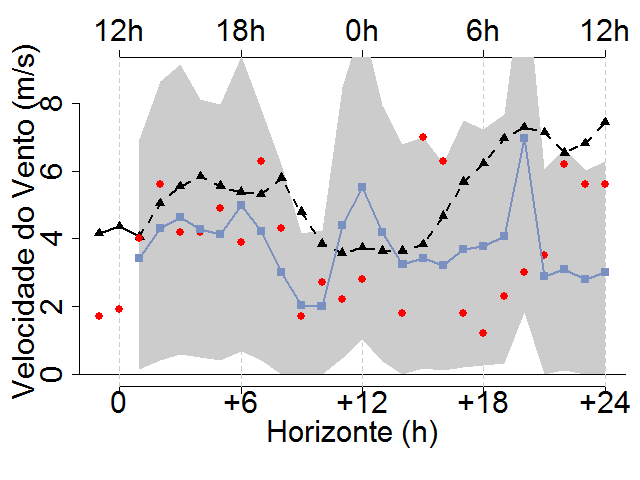 12h 18h 0h 6h 12h
Velocidade do Vento (m/s)
8
6
4
2
0
0 +6 +12 +18 +24
Horizonte (h)